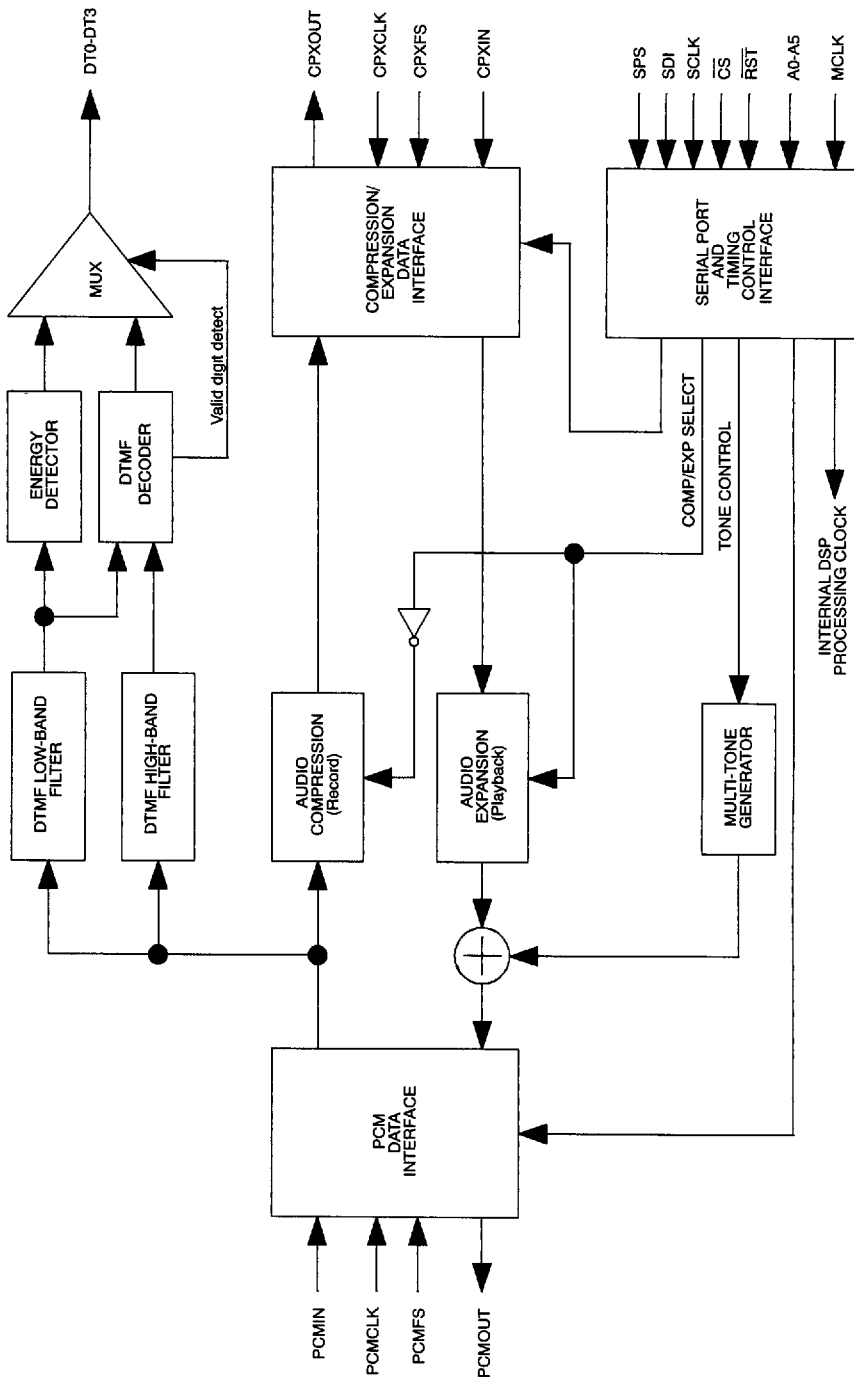 DT0-DT3
MUX
Valid digit detect
ENERGY
DETECTOR
DTMF
DECODER
DTMF LOW-BAND
FILTER
DTMF HIGH-BAND
FILTER
CPXOUT
CPXCLK
CPXFS
CPXIN
COMPRESSION/
EXPANSION
DATA
INTERFACE
AUDIO
COMPRESSION
(Record)
AUDIO
EXPANSION
(Playback)
PCM
DATA
INTERFACE
PCMIN
PCMCLK
PCMFS
PCMOUT
SPS
SDI
SCLK
CS
RST
A0-A5
MCLK
SERIAL PORT
AND
TIMING
CONTROL
INTERFACE
COMP/EXP SELECT
TONE CONTROL
MULTI-TONE
GENERATOR
INTERNAL DSP
PROCESSING CLOCK